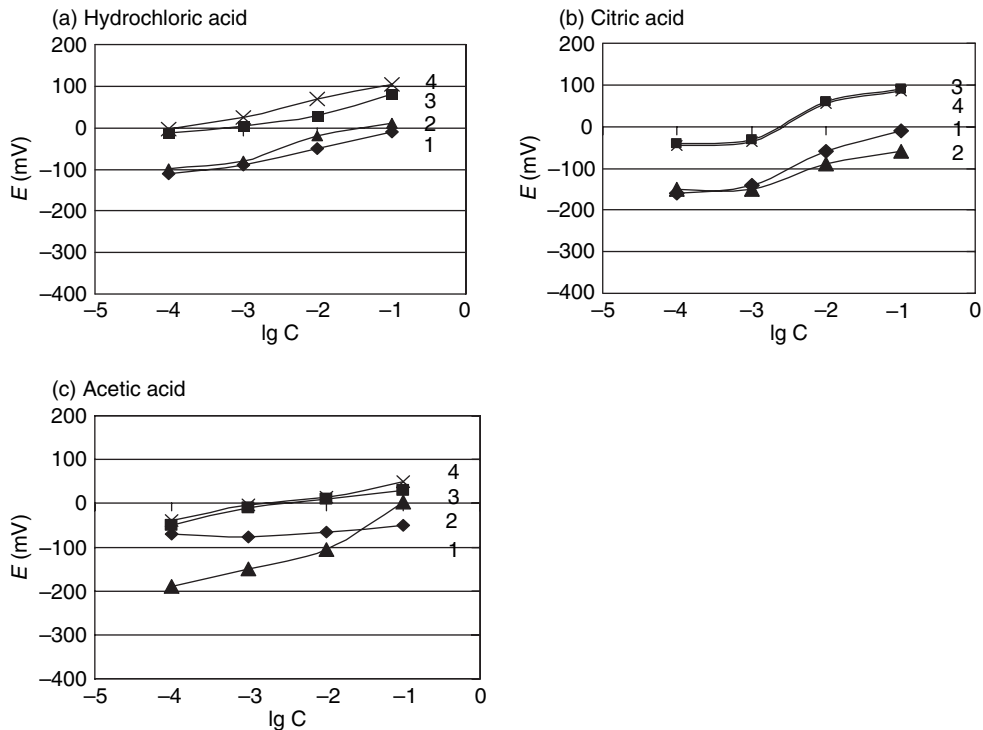 (a) Hydrochloric acid
200
100
0
–100
–200
–300
–400
E (mV)
–5 –4 –3 –2 –1 0
lg C
4
3
2
1
(b) Citric acid
200
100
0
–100
–200
–300
–400
E (mV)
–5 –4 –3 –2 –1 0
lg C
3
4
1
2
(c) Acetic acid
200
100
0
–100
–200
–300
–400
E (mV)
–5 –4 –3 –2 –1 0
lg C
4
3
2
1